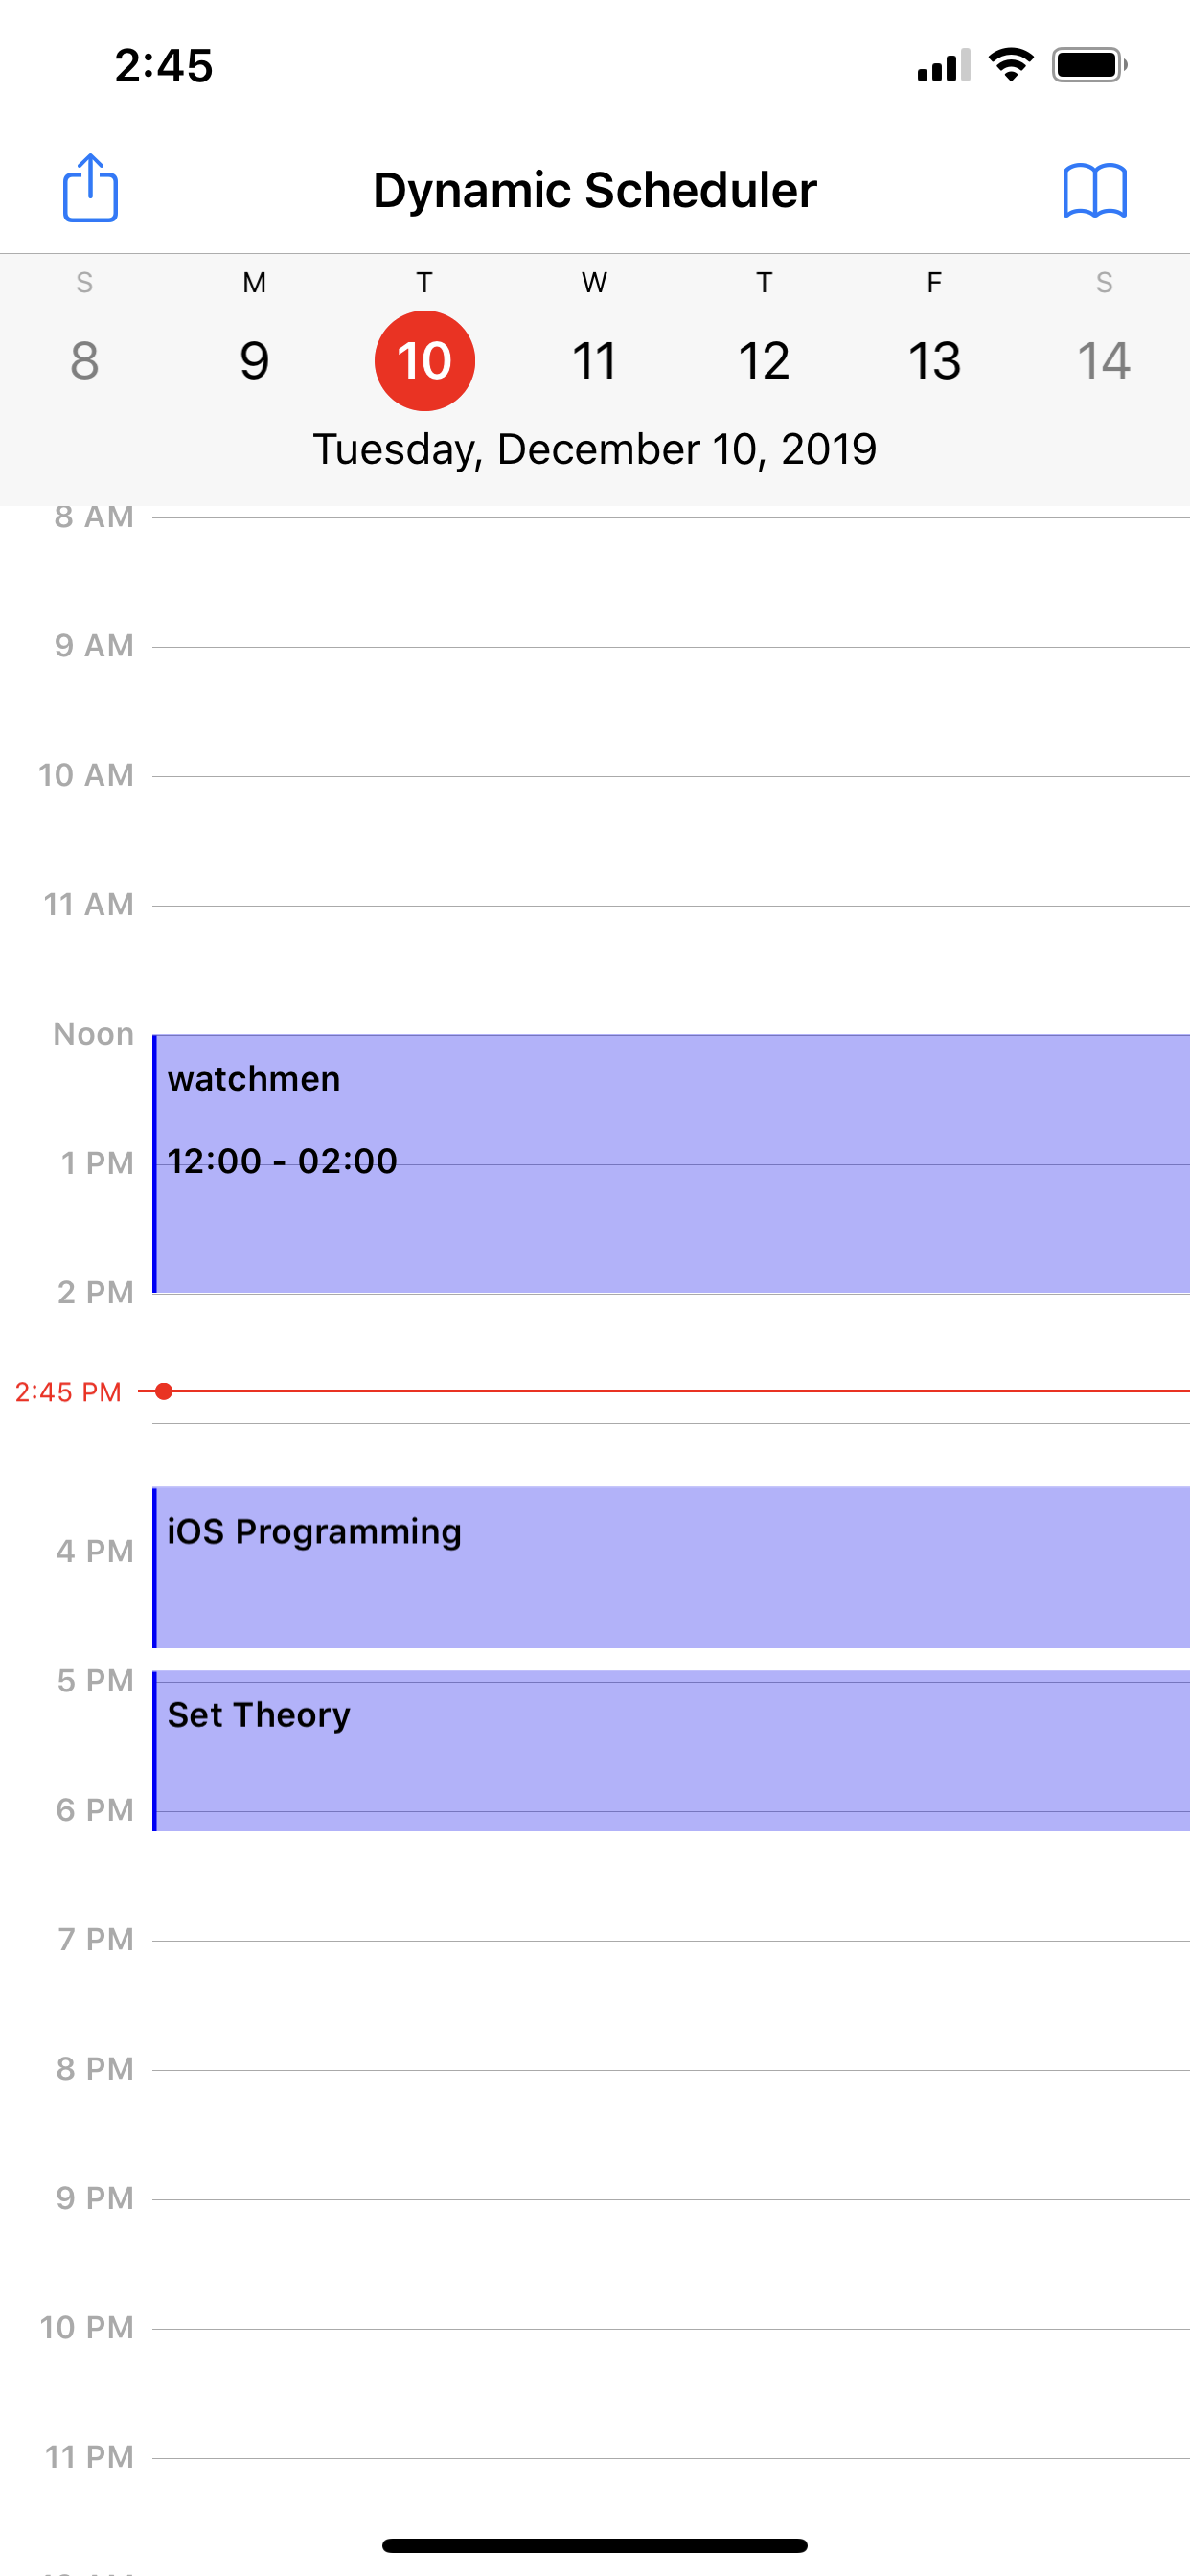 2:45
Dynamic Scheduler
S M T W T F S
8 9 10 11 12 13 14
Tuesday, December 10, 2019
8 AM
9 AM
10 AM
11 AM
Noon
watchmen
1 PM 12:00 - 02:00
2 PM
2:45 PM
iOS Programming
4 PM
5 PM
Set Theory
6 PM
7 PM
8 PM
9 PM
10 PM
11 PM